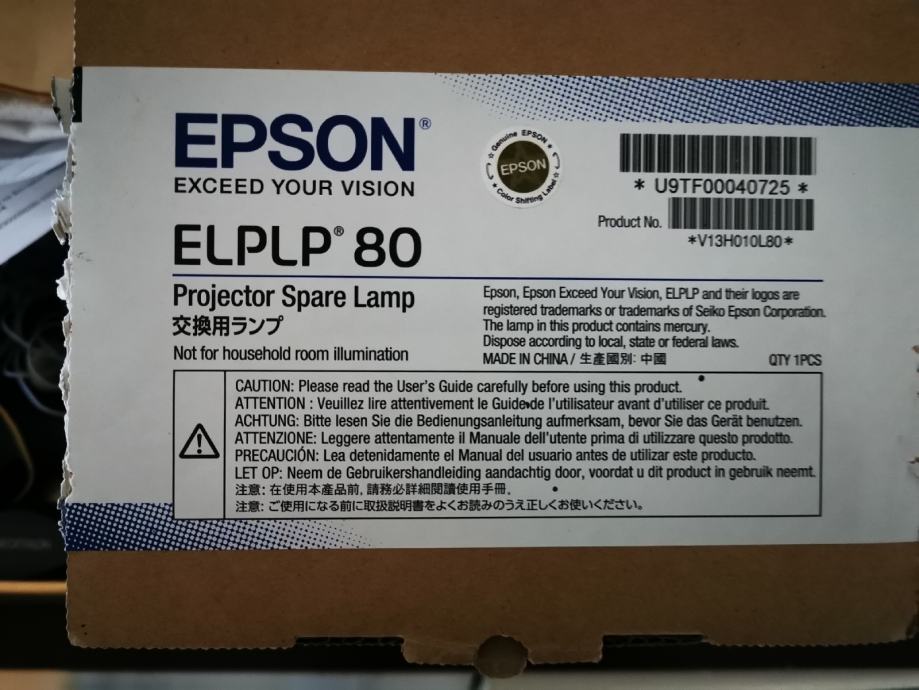 EPSON®
EXCEED YOUR VISION
ELPLP® 80
Projector Spare Lamp
交換用ランプ
Not for household room illumination
Genuine EPSON
EPSON
Color Shifting Label
* U9TF00040725 *
Product No.
*V13H010L80*
Epson, Epson Exceed Your Vision, ELPLP and their logos are
registered trademarks or trademarks of Seiko Epson Corporation.
The lamp in this product contains mercury.
Dispose according to local, state or federal laws.
MADE IN CHINA / 生產國別: 中國
QTY 1PCS
CAUTION: Please read the User's Guide carefully before using this product.
ATTENTION : Veuillez lire attentivement le Guide de l'utilisateur avant d'utiliser ce produit.
ACHTUNG: Bitte lesen Sie die Bedienungsanleitung aufmerksam, bevor Sie das Gerät benutzen.
ATTENZIONE: Leggere attentamente il Manuale dell'utente prima di utilizzare questo prodotto.
PRECAUCIÓN: Lea detenidamente el Manual del usuario antes de utilizar este producto.
LET OP: Neem de Gebruikershandleiding aandachtig door, voordat u dit product in gebruik neemt.
注意: 在使用本產品前, 請務必詳細閱讀使用手冊.
注意: ご使用になる前に取扱説明書をよくお読みのうえ正しくお使いください。